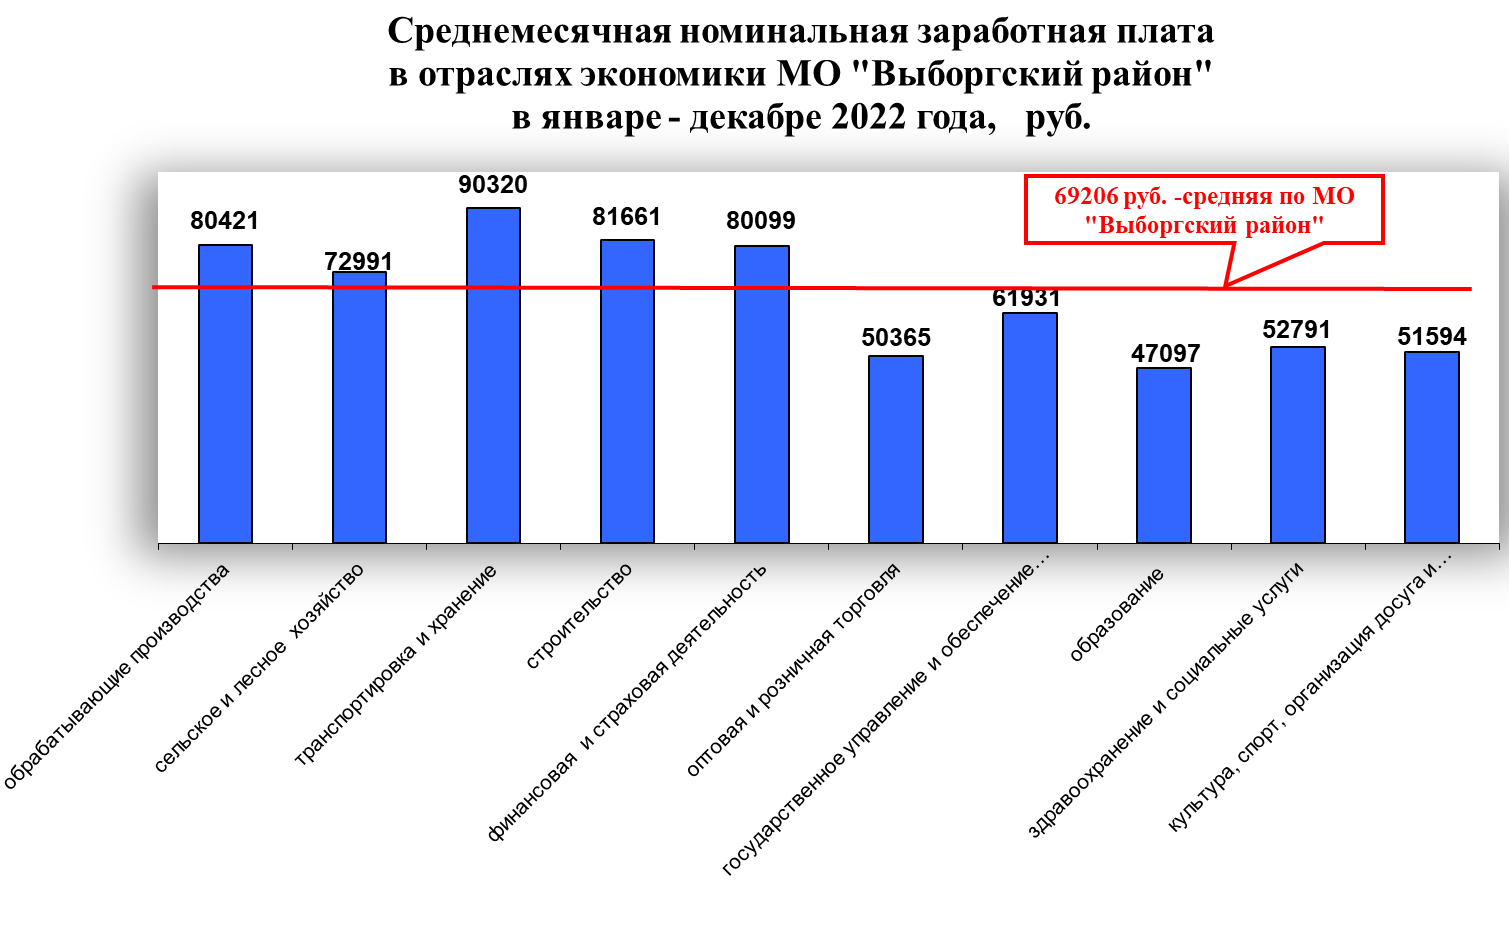 Среднемесячная номинальная заработная плата
в отраслях экономики МО "Выборгский район"
в январе - декабре 2022 года, руб.
69206 руб. -средняя по МО
"Выборгский район"
80421
72991
90320
81661
80099
50365
61931
47097
52791
51594
обрабатывающие производства
сельское и лесное хозяйство
транспортировка и хранение
строительство
финансовая и страховая деятельность
оптовая и розничная торговля
государственное управление и обеспечение…
образование
здравоохранение и социальные услуги
культура, спорт, организация досуга и…